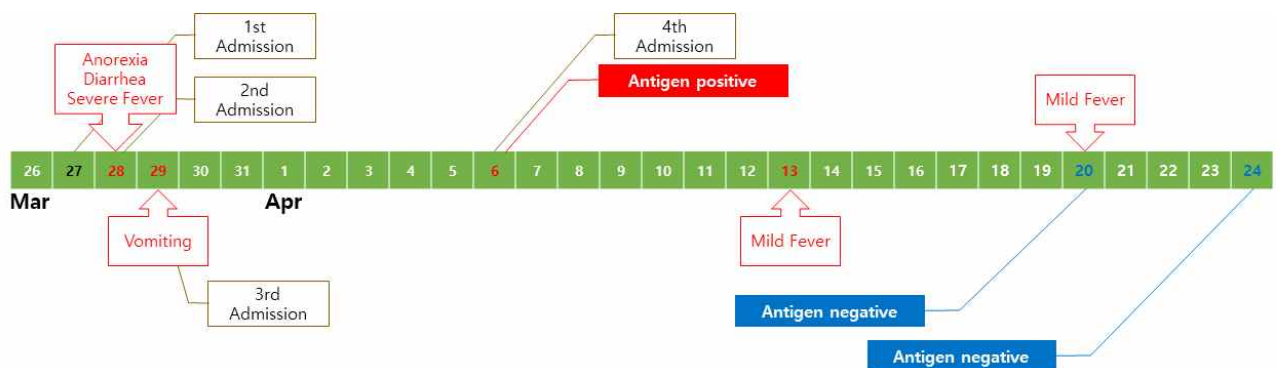 1st
Admission
Anorexia
Diarrhea
Severe Fever
2nd
Admission
4th
Admission
Antigen positive
Mild Fever
26 27 28 29 30 31 1 2 3 4 5 6 7 8 9 10 11 12 13 14 15 16 17 18 19 20 21 22 23 24
Mar Apr
Vomiting
Mild Fever
3rd
Admission
Antigen negative
Antigen negative